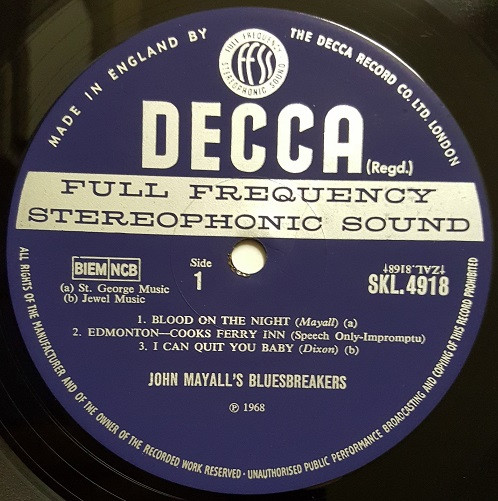 MADE IN ENGLAND BY
FULL FREQUENCY
ffss
STEREOPHONIC SOUND
THE DECCA RECORD CO. LTD. LONDON
DECCA
(Regd.)
FULL FREQUENCY
STEREOPHONIC SOUND
BIEM NCB
Side
1
(a) St. George Music
(b) Jewel Music
‡ZAL.8168‡
SKL.4918
1. BLOOD ON THE NIGHT (Mayall) (a)
2. EDMONTON—COOKS FERRY INN (Speech Only-Impromptu)
3. I CAN QUIT YOU BABY (Dixon) (b)
JOHN MAYALL'S BLUESBREAKERS
℗ 1968
ALL RIGHTS OF THE MANUFACTURER AND OF THE OWNER OF THE RECORDED WORK RESERVED · UNAUTHORISED PUBLIC PERFORMANCE BROADCASTING AND COPYING OF THIS RECORD PROHIBITED